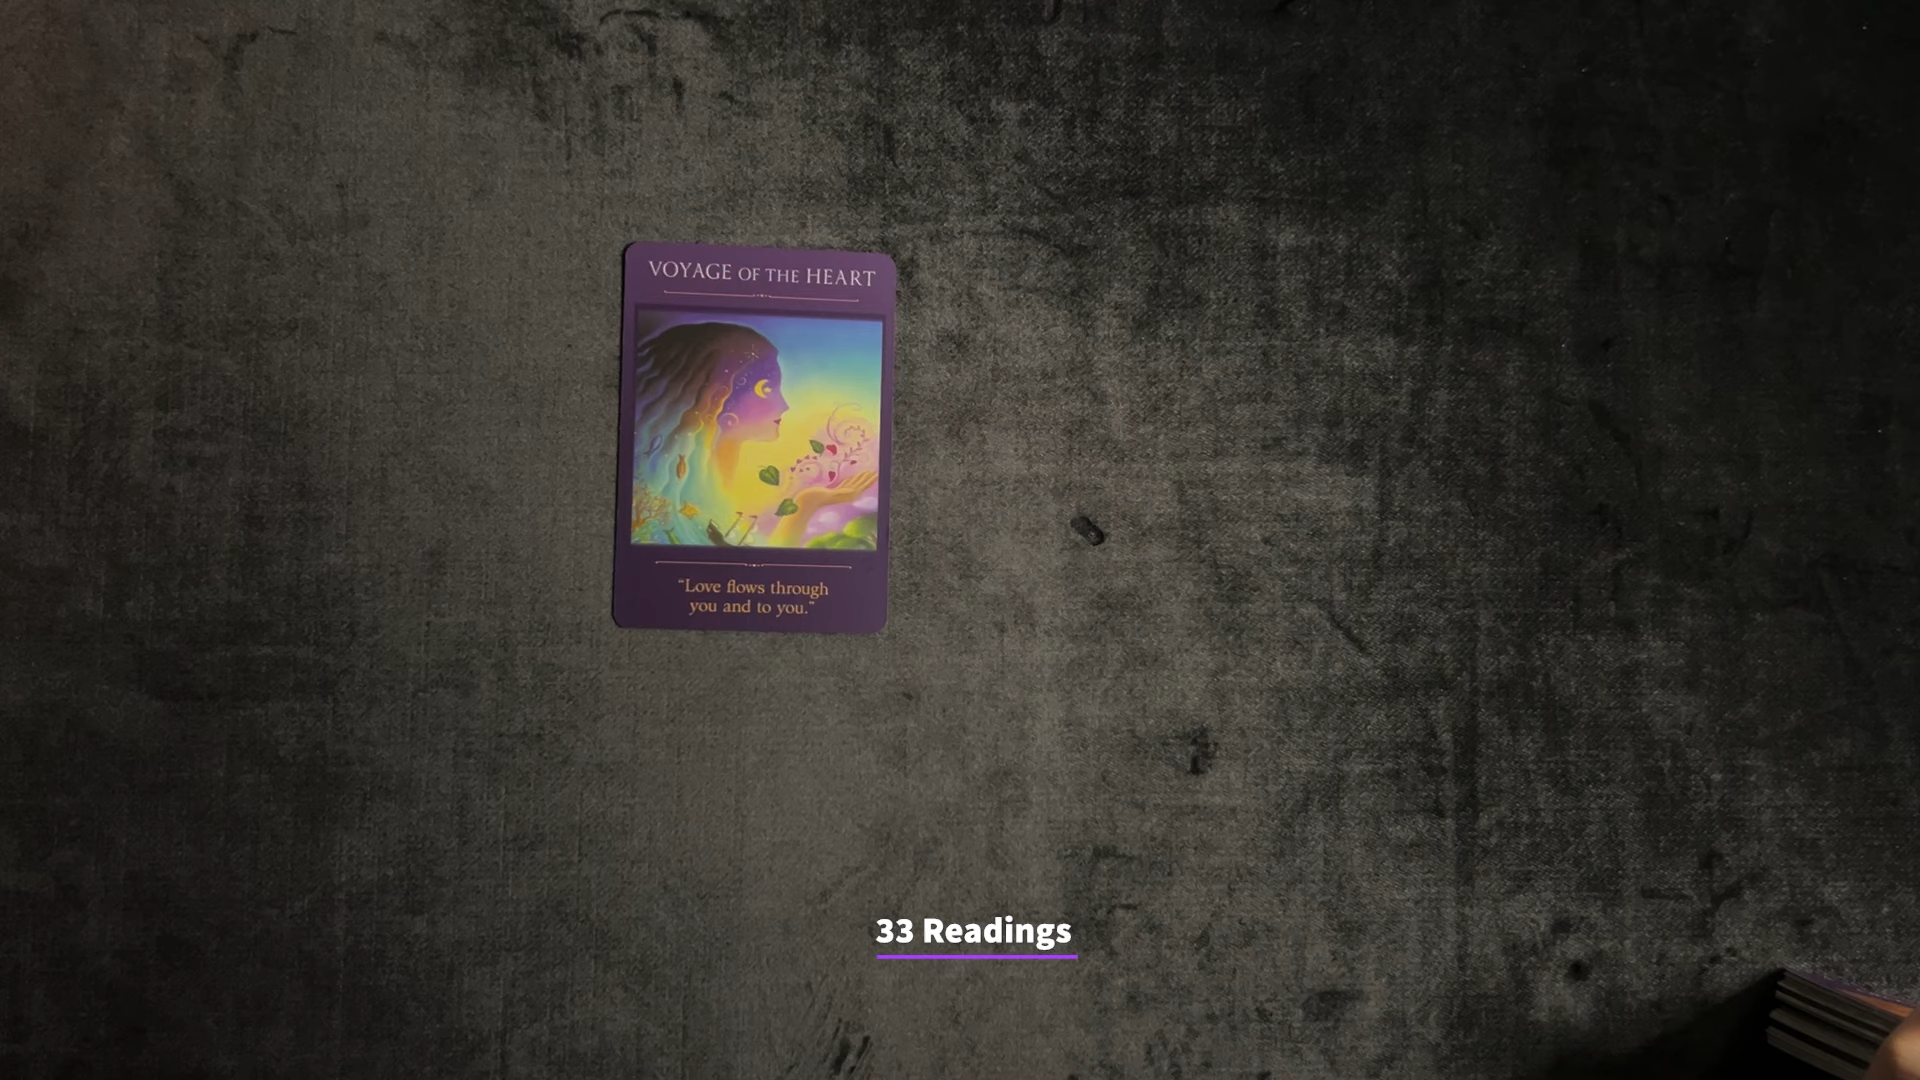 VOYAGE OF THE HEART
“Love flows through
you and to you.”
33 Readings